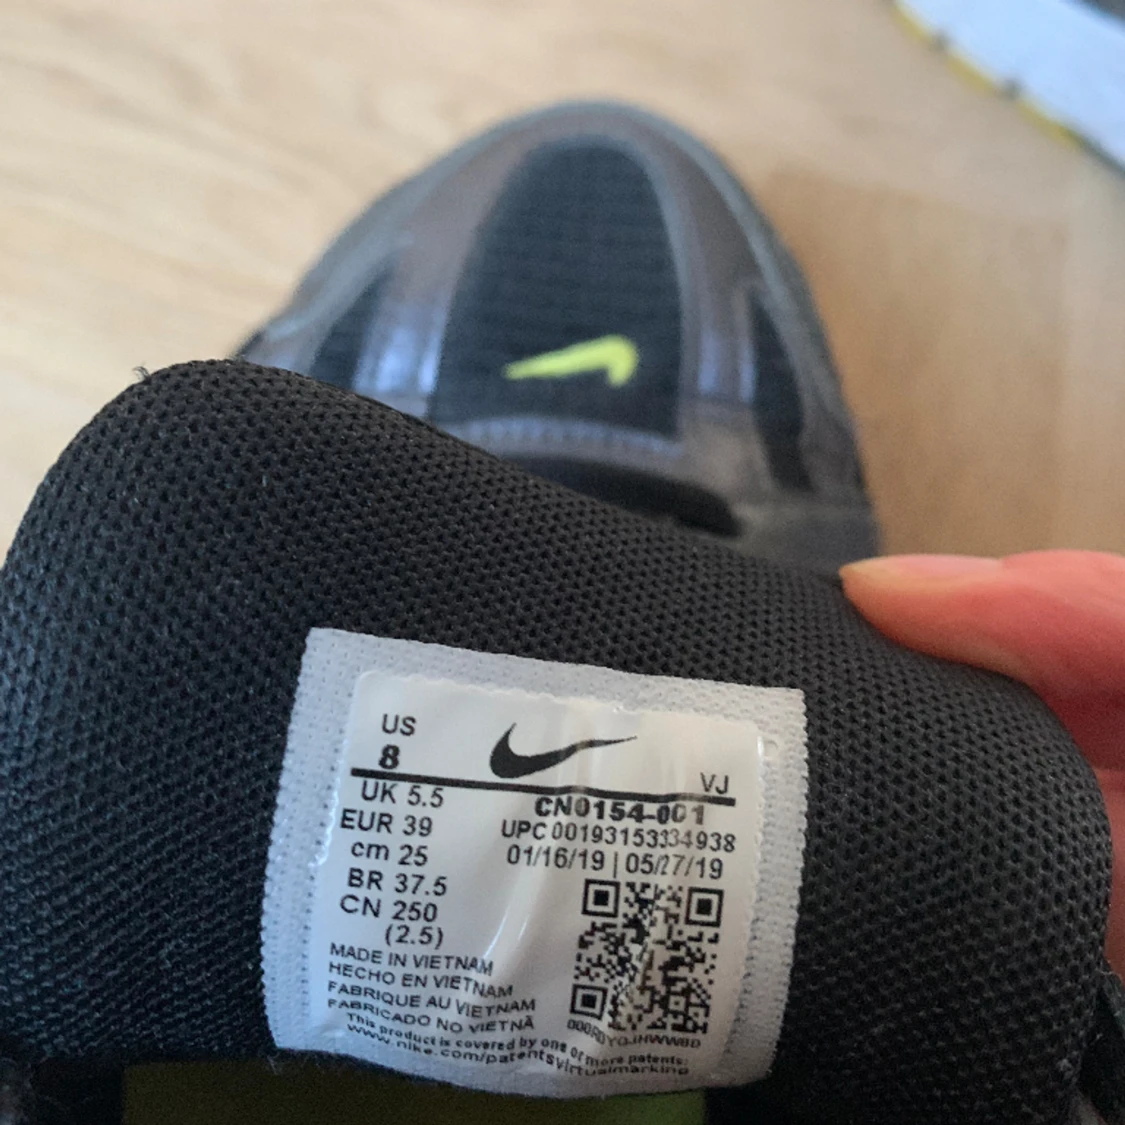 US
8
VJ
UK 5.5
CN0154-001
EUR 39
UPC 00193153334938
cm 25
01/16/19 | 05/27/19
BR 37.5
CN 250
(2.5)
MADE IN VIETNAM
HECHO EN VIETNAM
FABRIQUE AU VIETNAM
FABRICADO NO VIETNÃ
This product is covered by one or more patents:
www.nike.com/patentsvirtualmarking